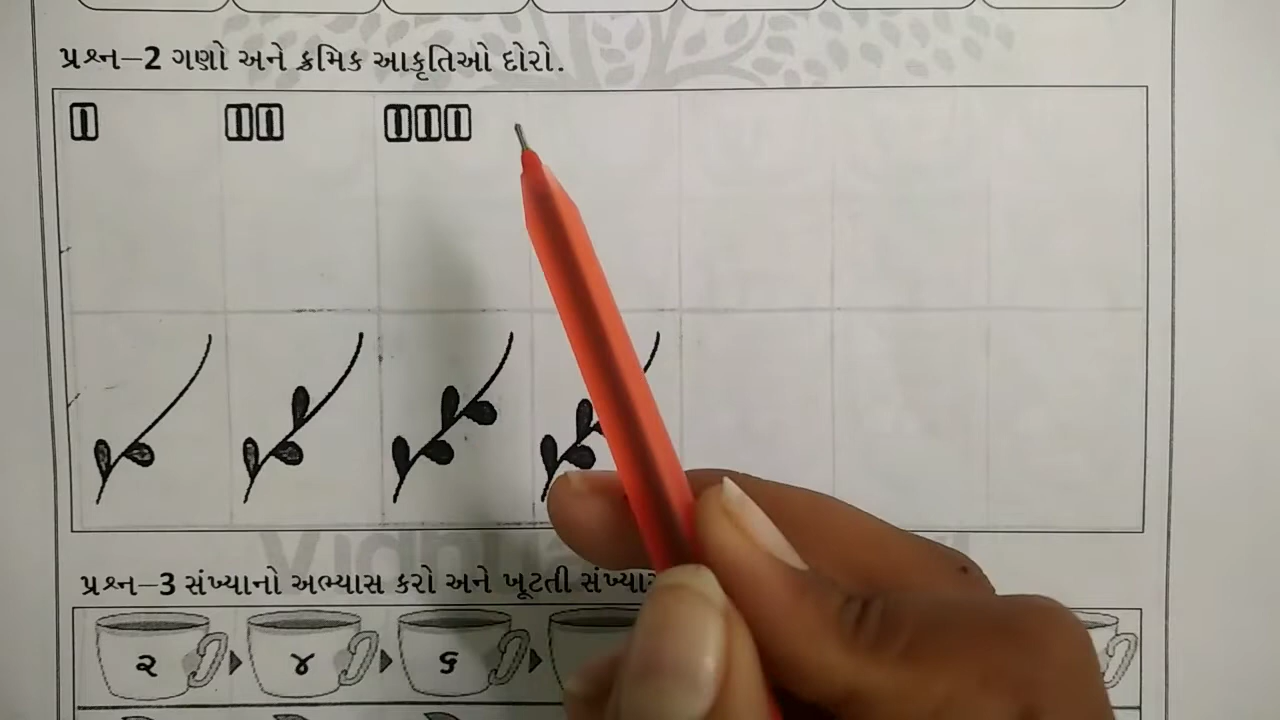 પ્રશ્ન–2 ગણો અને ક્રમિક આકૃતિઓ દોરો.
પ્રશ્ન–3 સંખ્યાનો અભ્યાસ કરો અને ખૂટતી
૨ ૪ ૬